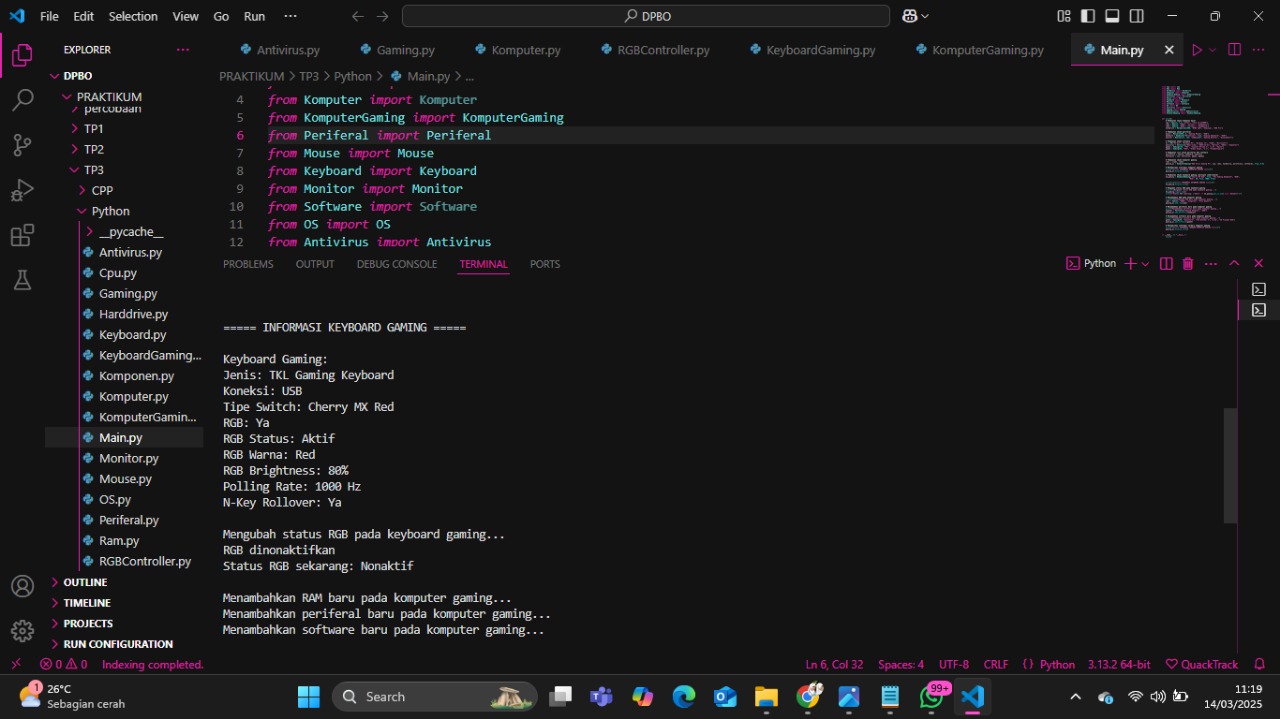 File Edit Selection View Go Run ··· DPBO
EXPLORER ···
DPBO
PRAKTIKUM
percobaan
TP1
TP2
TP3
CPP
Python
__pycache__
Antivirus.py
Cpu.py
Gaming.py
Harddrive.py
Keyboard.py
KeyboardGaming...
Komponen.py
Komputer.py
KomputerGamin...
Main.py
Monitor.py
Mouse.py
OS.py
Periferal.py
Ram.py
RGBController.py
OUTLINE
TIMELINE
PROJECTS
RUN CONFIGURATION
Antivirus.py Gaming.py Komputer.py RGBController.py KeyboardGaming.py KomputerGaming.py Main.py
PRAKTIKUM > TP3 > Python > Main.py > ...
4 from Komputer import Komputer
5 from KomputerGaming import KomputerGaming
6 from Periferal import Periferal
7 from Mouse import Mouse
8 from Keyboard import Keyboard
9 from Monitor import Monitor
10 from Software import Software
11 from OS import OS
12 from Antivirus import Antivirus
PROBLEMS OUTPUT DEBUG CONSOLE TERMINAL PORTS Python
===== INFORMASI KEYBOARD GAMING =====
Keyboard Gaming:
Jenis: TKL Gaming Keyboard
Koneksi: USB
Tipe Switch: Cherry MX Red
RGB: Ya
RGB Status: Aktif
RGB Warna: Red
RGB Brightness: 80%
Polling Rate: 1000 Hz
N-Key Rollover: Ya
Mengubah status RGB pada keyboard gaming...
RGB dinonaktifkan
Status RGB sekarang: Nonaktif
Menambahkan RAM baru pada komputer gaming...
Menambahkan periferal baru pada komputer gaming...
Menambahkan software baru pada komputer gaming...
0 0 Indexing completed. Ln 6, Col 32 Spaces: 4 UTF-8 CRLF {} Python 3.13.2 64-bit QuackTrack
1 26°C
Sebagian cerah
Search
99+
11:19
14/03/2025